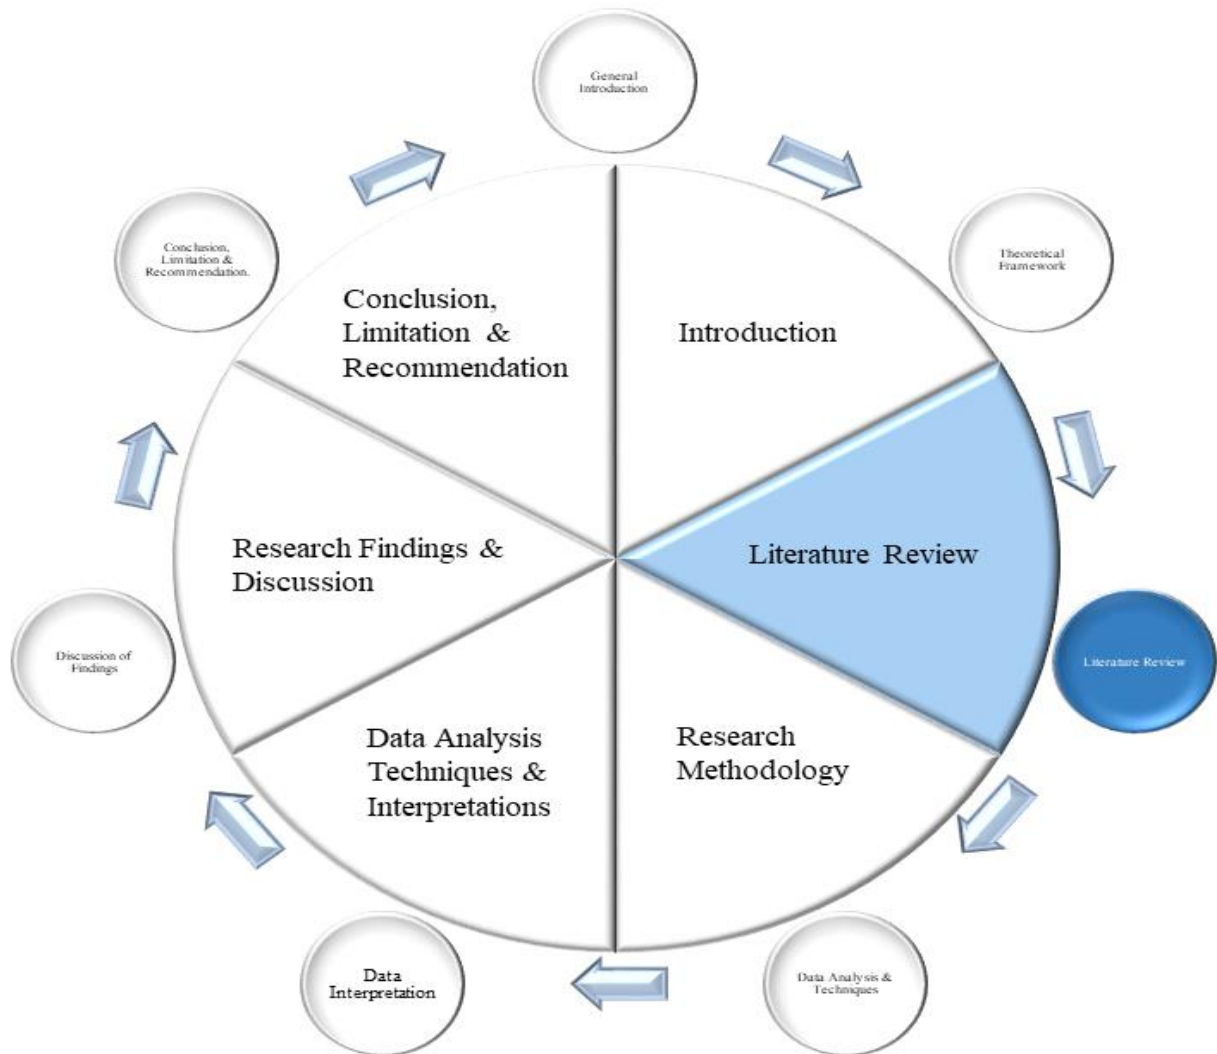 General
Introduction
Conclusion,
Limitation &
Recommendation.
Theoretical
Framework
Conclusion,
Limitation &
Recommendation
Introduction
Research Findings &
Discussion
Literature Review
Discussion of
Findings
Literature Review
Data Analysis
Techniques &
Interpretations
Research
Methodology
Data
Interpretation
Data Analysis &
Techniques